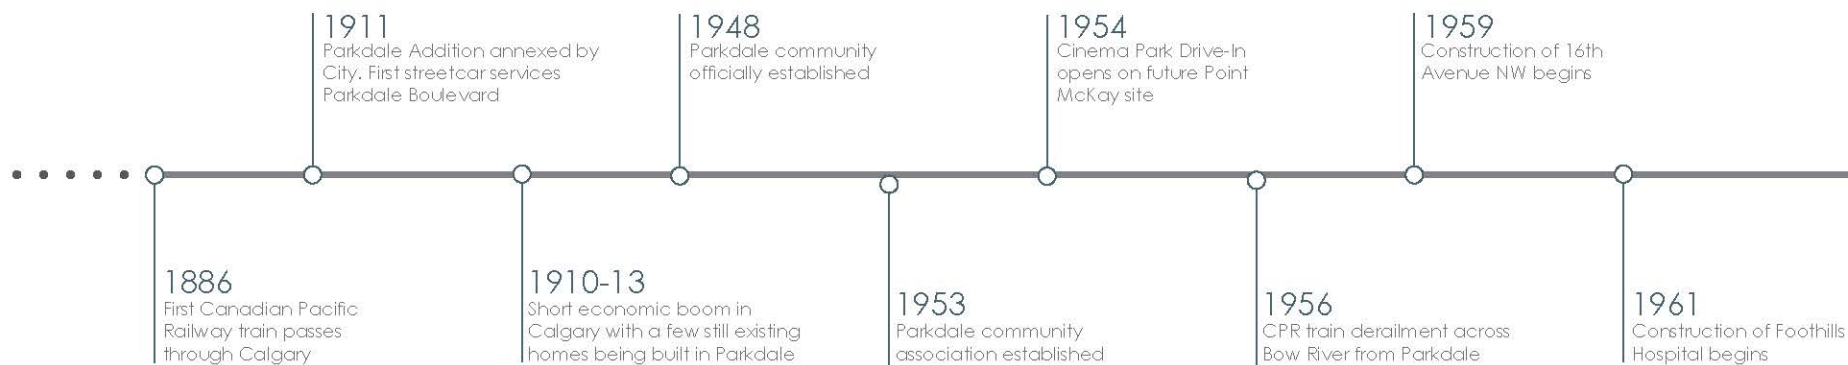 1911
Parkdale Addition annexed by
City. First streetcar services
Parkdale Boulevard
1948
Parkdale community
officially established
1954
Cinema Park Drive-In
opens on future Point
McKay site
1959
Construction of 16th
Avenue NW begins
1886
First Canadian Pacific
Railway train passes
through Calgary
1910-13
Short economic boom in
Calgary with a few still existing
homes being built in Parkdale
1953
Parkdale community
association established
1956
CPR train derailment across
Bow River from Parkdale
1961
Construction of Foothills
Hospital begins